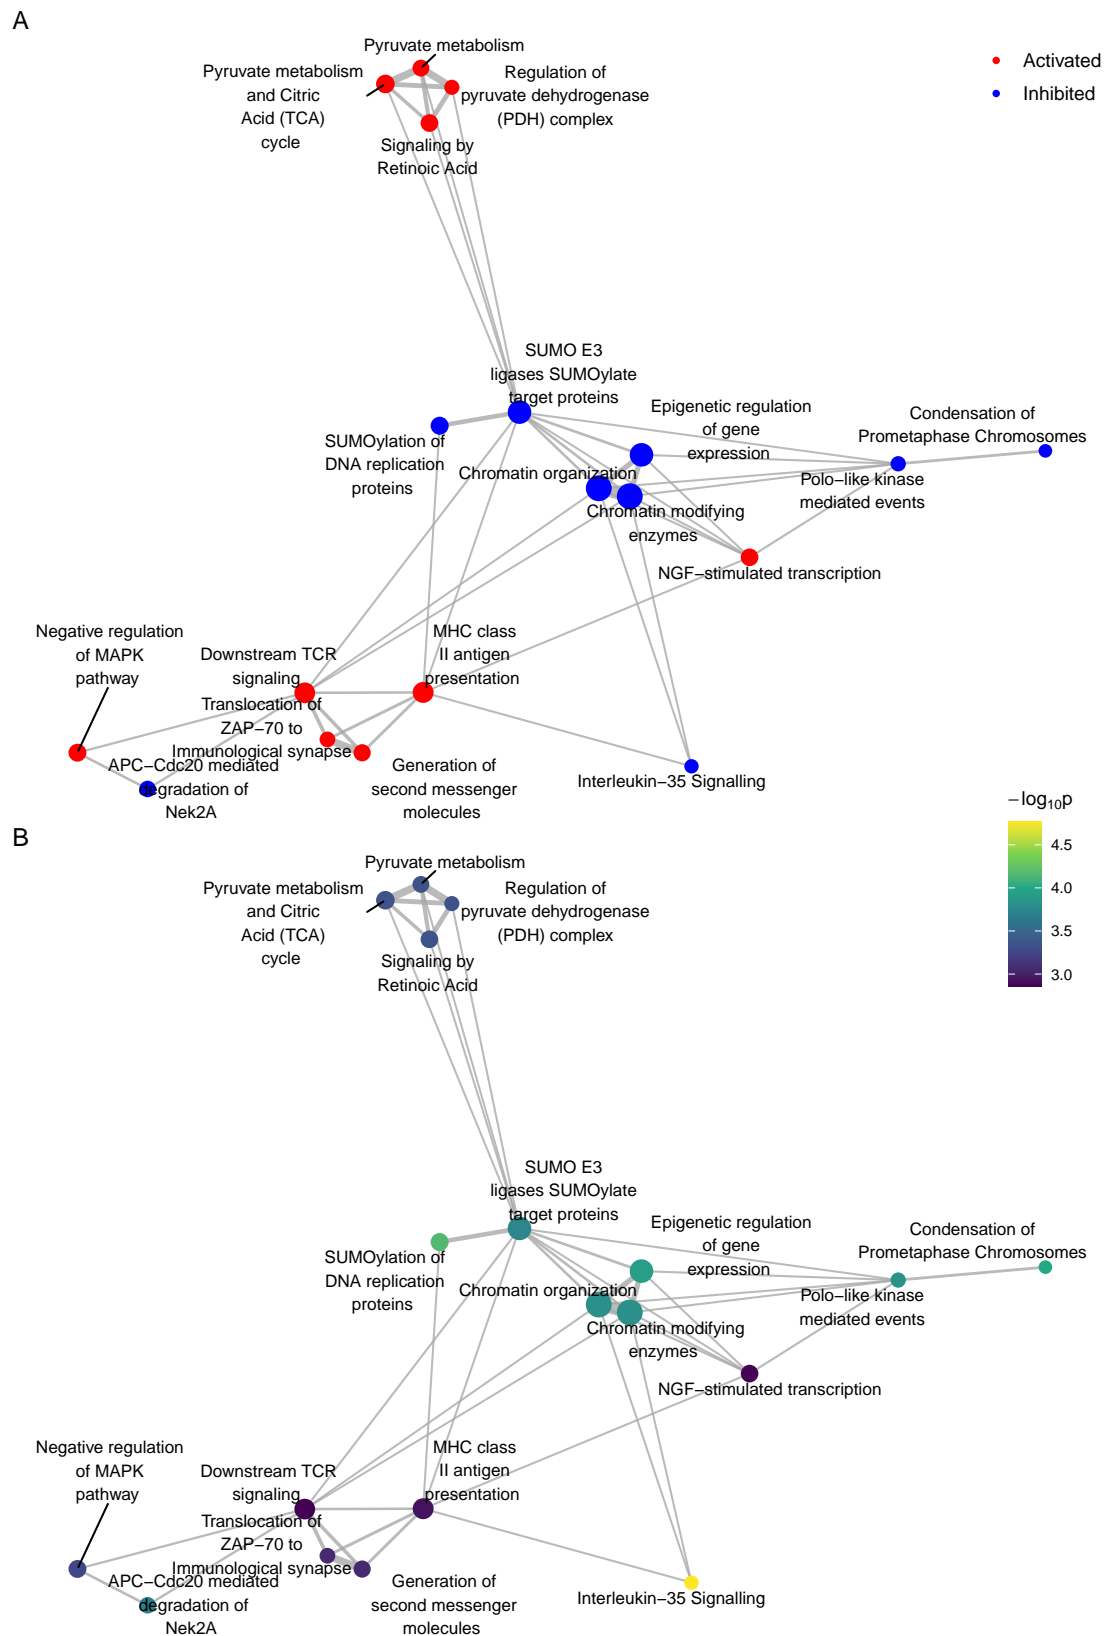 A
Pyruvate metabolism
Pyruvate metabolism
and Citric
Acid (TCA)
cycle
Regulation of
pyruvate dehydrogenase
(PDH) complex
Signaling by
Retinoic Acid
Activated
Inhibited
SUMO E3
ligases SUMOylate
target proteins
SUMOylation of
DNA replication
proteins
Epigenetic regulation
of gene
expression
Condensation of
Prometaphase Chromosomes
Chromatin organization
Polo−like kinase
mediated events
Chromatin modifying
enzymes
NGF−stimulated transcription
Negative regulation
of MAPK
pathway
Downstream TCR
signaling
MHC class
II antigen
presentation
Translocation of
ZAP−70 to
Immunological synapse
APC−Cdc20 mediated
degradation of
Nek2A
Generation of
second messenger
molecules
Interleukin−35 Signalling
−log₁₀p
4.5
4.0
3.5
3.0
B
Pyruvate metabolism
Pyruvate metabolism
and Citric
Acid (TCA)
cycle
Regulation of
pyruvate dehydrogenase
(PDH) complex
Signaling by
Retinoic Acid
SUMO E3
ligases SUMOylate
target proteins
SUMOylation of
DNA replication
proteins
Epigenetic regulation
of gene
expression
Condensation of
Prometaphase Chromosomes
Chromatin organization
Polo−like kinase
mediated events
Chromatin modifying
enzymes
NGF−stimulated transcription
Negative regulation
of MAPK
pathway
Downstream TCR
signaling
MHC class
II antigen
presentation
Translocation of
ZAP−70 to
Immunological synapse
APC−Cdc20 mediated
degradation of
Nek2A
Generation of
second messenger
molecules
Interleukin−35 Signalling